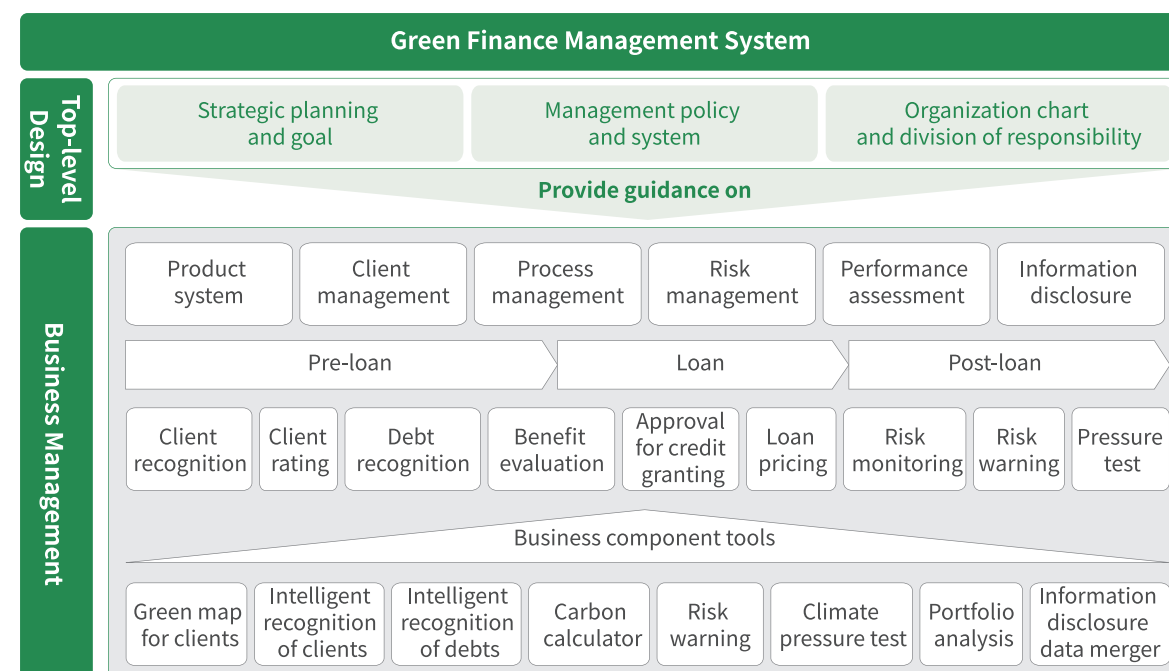 Green Finance Management System
Top-level
Design
Strategic planning
and goal
Management policy
and system
Organization chart
and division of responsibility
Provide guidance on
Business Management
Product
system
Client
management
Process
management
Risk
management
Performance
assessment
Information
disclosure
Pre-loan
Loan
Post-loan
Client
recognition
Client
rating
Debt
recognition
Benefit
evaluation
Approval
for credit
granting
Loan
pricing
Risk
monitoring
Risk
warning
Pressure
test
Business component tools
Green map
for clients
Intelligent
recognition
of clients
Intelligent
recognition
of debts
Carbon
calculator
Risk
warning
Climate
pressure test
Portfolio
analysis
Information
disclosure
data merger